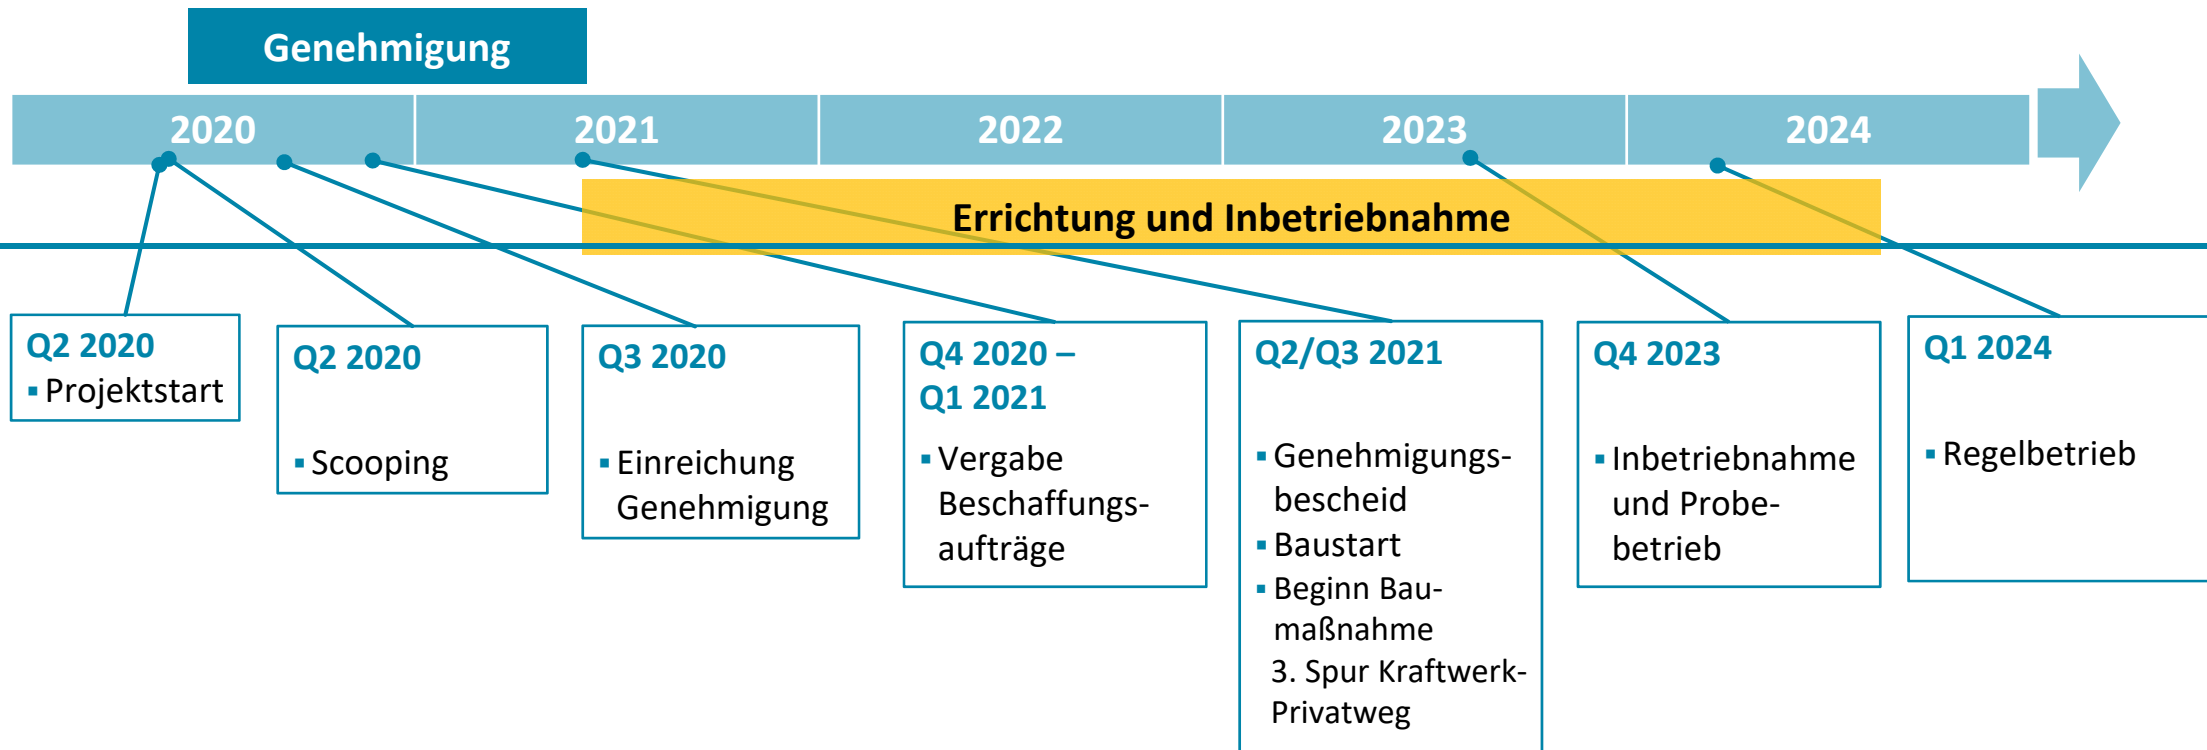 Genehmigung
2020
2021
2022
2023
2024
Errichtung und Inbetriebnahme
Q2 2020
▪ Projektstart
Q2 2020
▪ Scooping
Q3 2020
▪ Einreichung
Genehmigung
Q4 2020 –
Q1 2021
▪ Vergabe
Beschaffungs-
aufträge
Q2/Q3 2021
▪ Genehmigungs-
bescheid
▪ Baustart
▪ Beginn Bau-
maßnahme
3. Spur Kraftwerk-
Privatweg
Q4 2023
▪ Inbetriebnahme
und Probe-
betrieb
Q1 2024
▪ Regelbetrieb